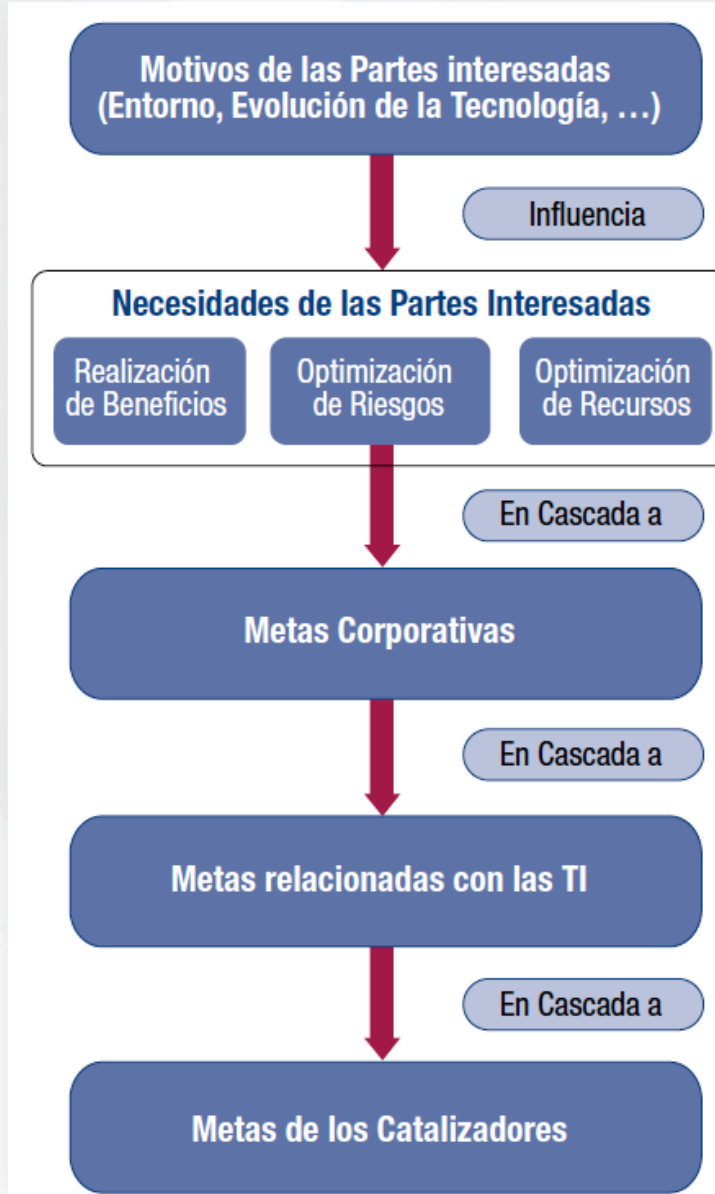 Motivos de las Partes interesadas
(Entorno, Evolución de la Tecnología, …)
Influencia
Necesidades de las Partes Interesadas
Realización
de Beneficios
Optimización
de Riesgos
Optimización
de Recursos
En Cascada a
Metas Corporativas
En Cascada a
Metas relacionadas con las TI
En Cascada a
Metas de los Catalizadores